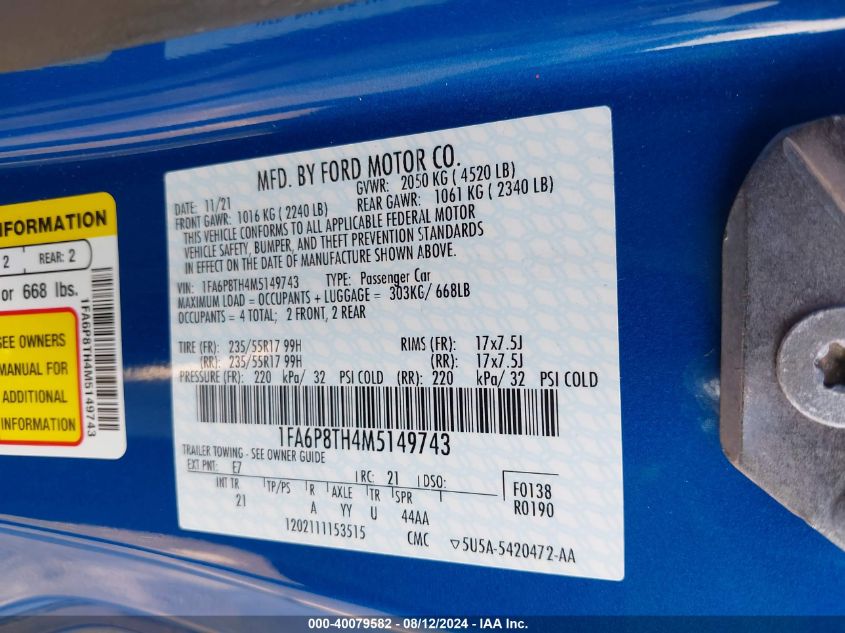 MFD. BY FORD MOTOR CO.
DATE: 11/21 GVWR: 2050 KG ( 4520 LB)
FRONT GAWR: 1016 KG ( 2240 LB) REAR GAWR: 1061 KG ( 2340 LB)
THIS VEHICLE CONFORMS TO ALL APPLICABLE FEDERAL MOTOR
VEHICLE SAFETY, BUMPER, AND THEFT PREVENTION STANDARDS
IN EFFECT ON THE DATE OF MANUFACTURE SHOWN ABOVE.
VIN: 1FA6P8TH4M5149743 TYPE: Passenger Car
MAXIMUM LOAD = OCCUPANTS + LUGGAGE = 303KG/ 668LB
OCCUPANTS = 4 TOTAL; 2 FRONT, 2 REAR
TIRE (FR): 235/55R17 99H RIMS (FR): 17x7.5J
(RR): 235/55R17 99H (RR): 17x7.5J
PRESSURE (FR): 220 kPa/ 32 PSI COLD (RR): 220 kPa/ 32 PSI COLD
1FA6P8TH4M5149743
TRAILER TOWING - SEE OWNER GUIDE
EXT PNT: E7 RC: 21 DSO:
INT TR TP/PS R AXLE TR SPR F0138
21 A YY U 44AA R0190
1202111153515 CMC ▽5U5A-5420472-AA
INFORMATION
2 REAR: 2
or 668 lbs.
SEE OWNERS
MANUAL FOR
ADDITIONAL
INFORMATION
1FA6P8TH4M5149743
000-40079582 - 08/12/2024 - IAA Inc.